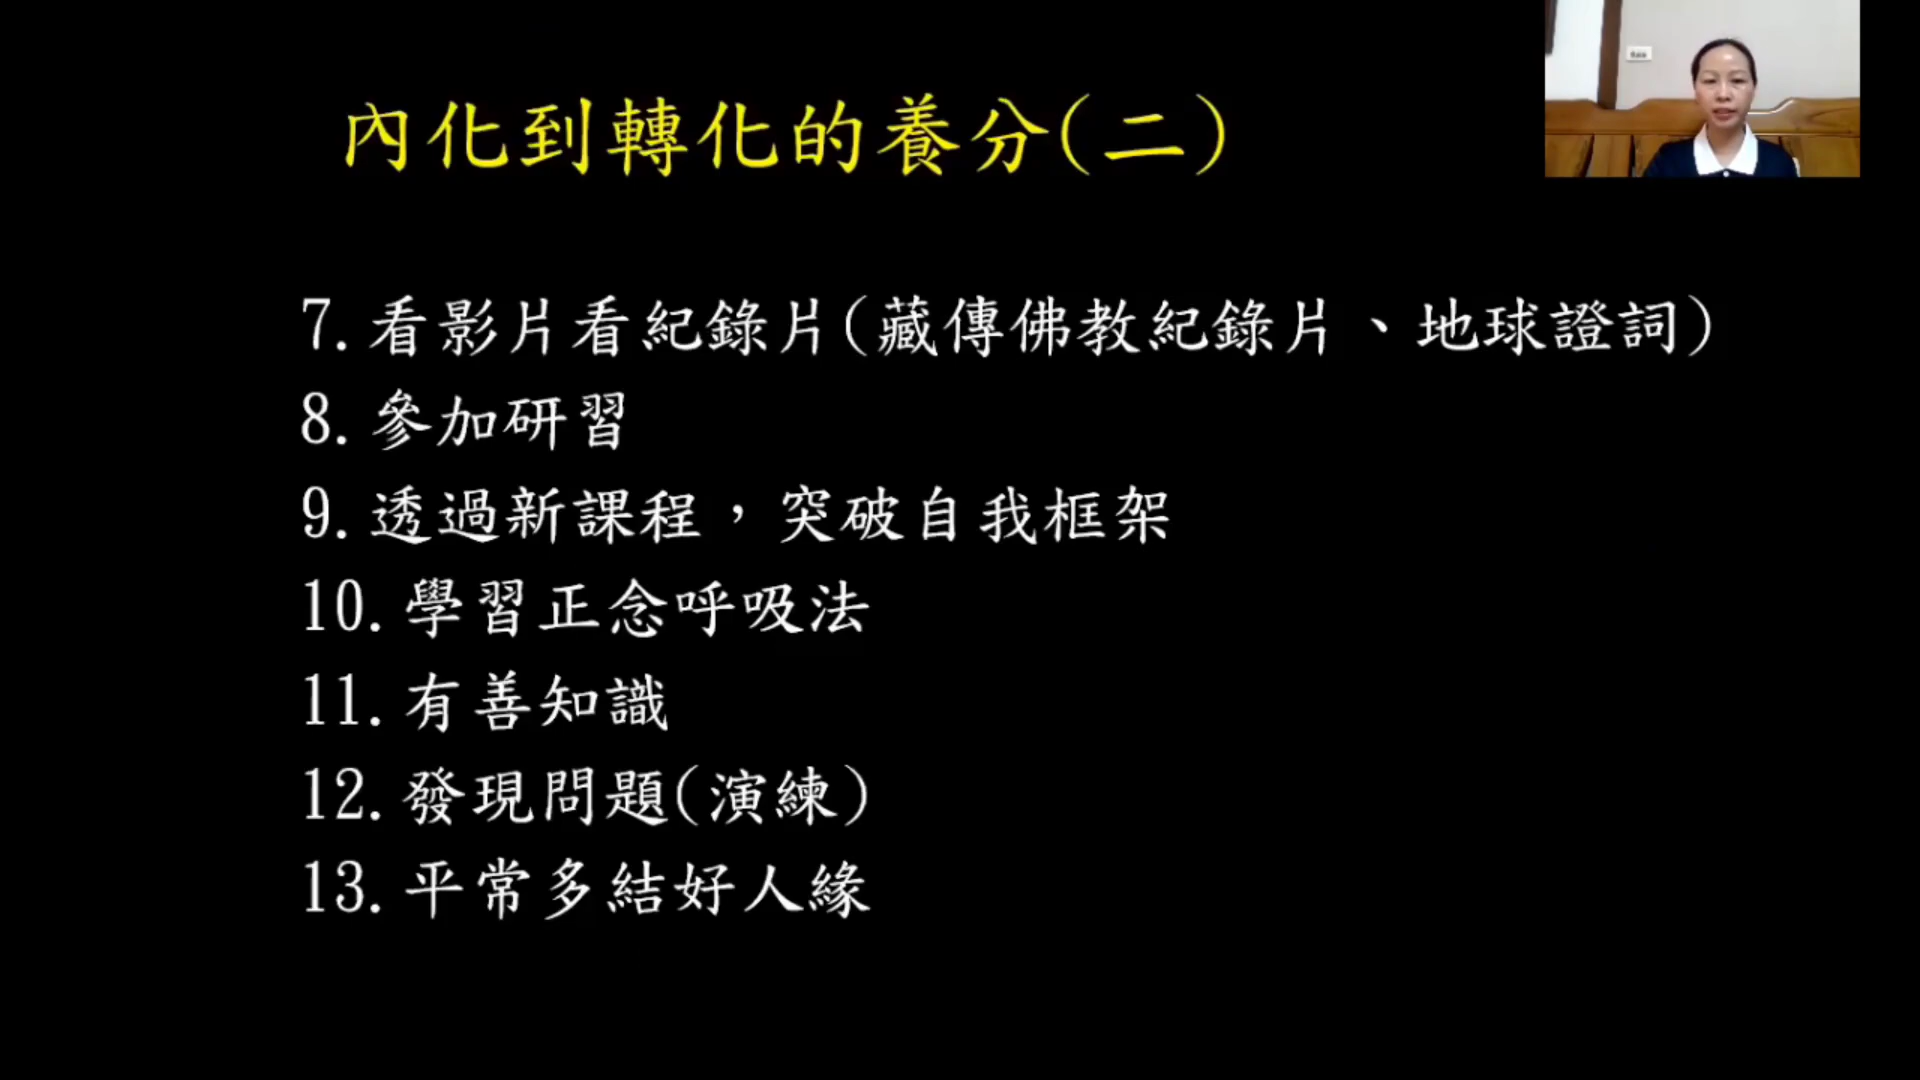 內化到轉化的養分(二)
7.看影片看紀錄片(藏傳佛教紀錄片、地球證詞)
8.參加研習
9.透過新課程，突破自我框架
10.學習正念呼吸法
11.有善知識
12.發現問題(演練)
13.平常多結好人緣